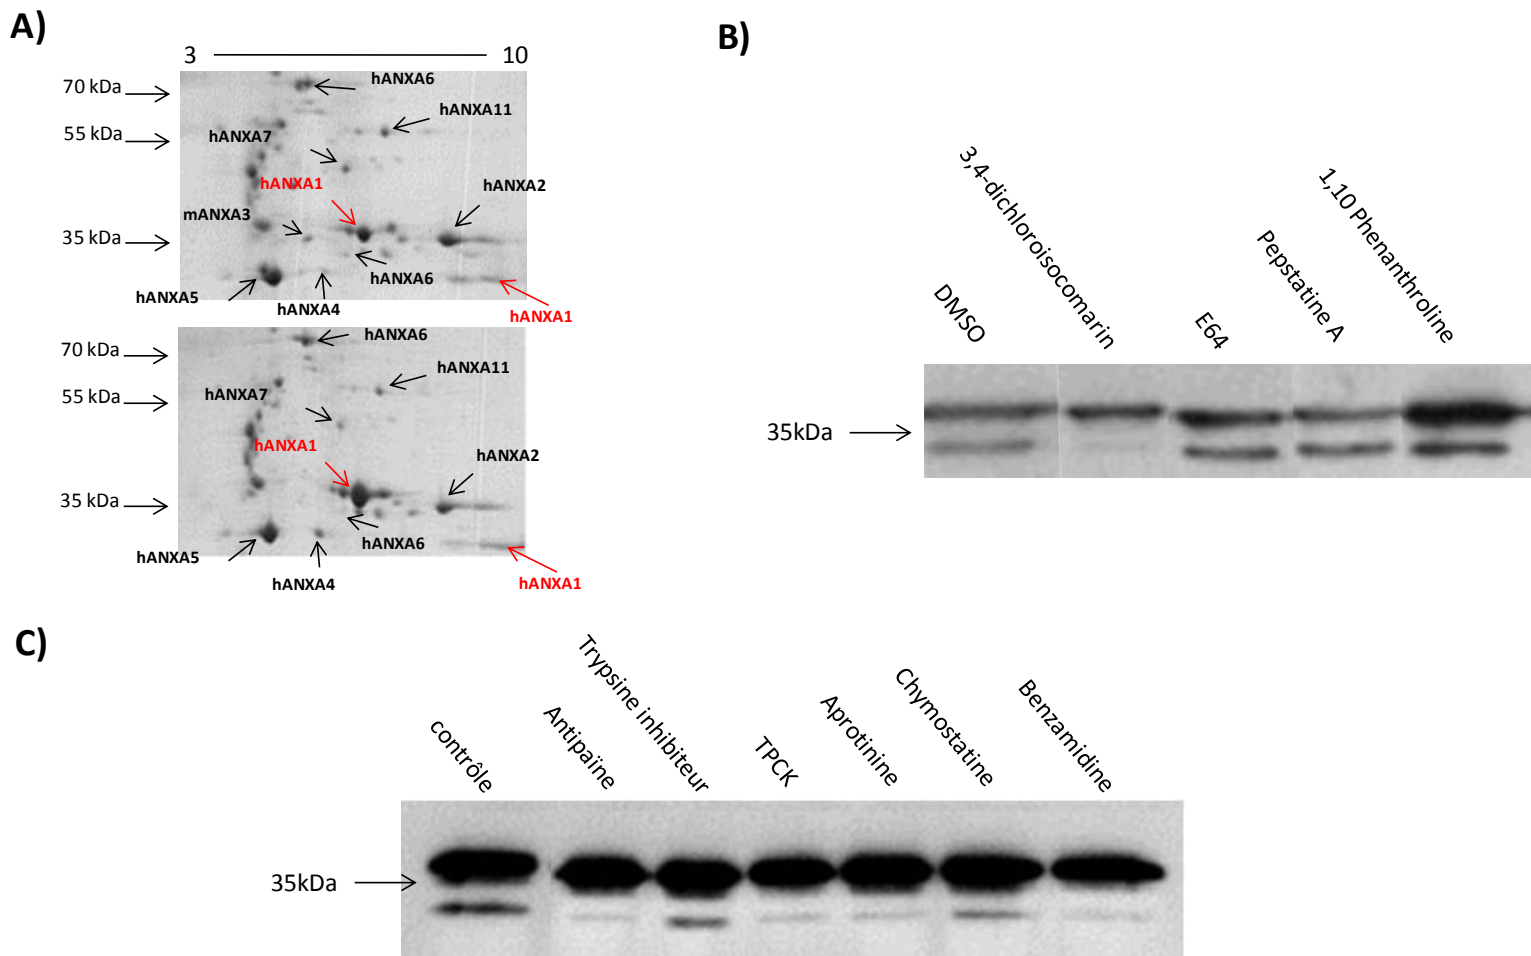 A)
3 10
70 kDa
55 kDa
35 kDa
hANXA6
hANXA11
hANXA7
hANXA1
hANXA2
mANXA3
hANXA6
hANXA5
hANXA4
hANXA1
70 kDa
55 kDa
35 kDa
hANXA6
hANXA11
hANXA7
hANXA1
hANXA2
hANXA6
hANXA5
hANXA4
hANXA1
B)
DMSO
3,4-dichloroisocomarin
E64
Pepstatine A
1,10 Phenanthroline
35kDa
C)
contrôle
Antipaïne
Trypsine inhibiteur
TPCK
Aprotinine
Chymostatine
Benzamidine
35kDa